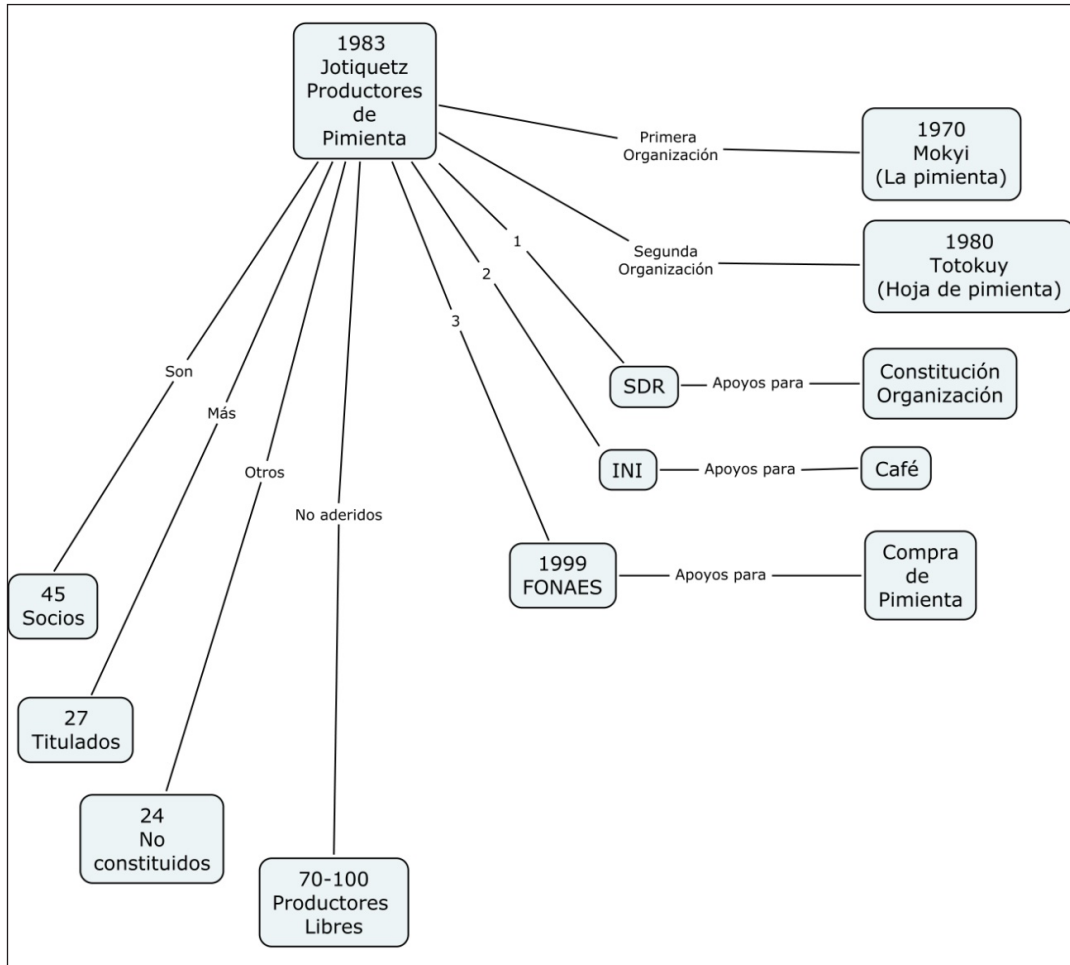 1983
Jotiquetz
Productores
de
Pimienta
Primera
Organización
1970
Mokyi
(La pimienta)
Segunda
Organización
1980
Totokuy
(Hoja de pimienta)
1
SDR
Apoyos para
Constitución
Organización
2
INI
Apoyos para
Café
3
1999
FONAES
Apoyos para
Compra
de
Pimienta
Son
45
Socios
Más
27
Titulados
Otros
24
No
constituidos
No aderidos
70-100
Productores
Libres